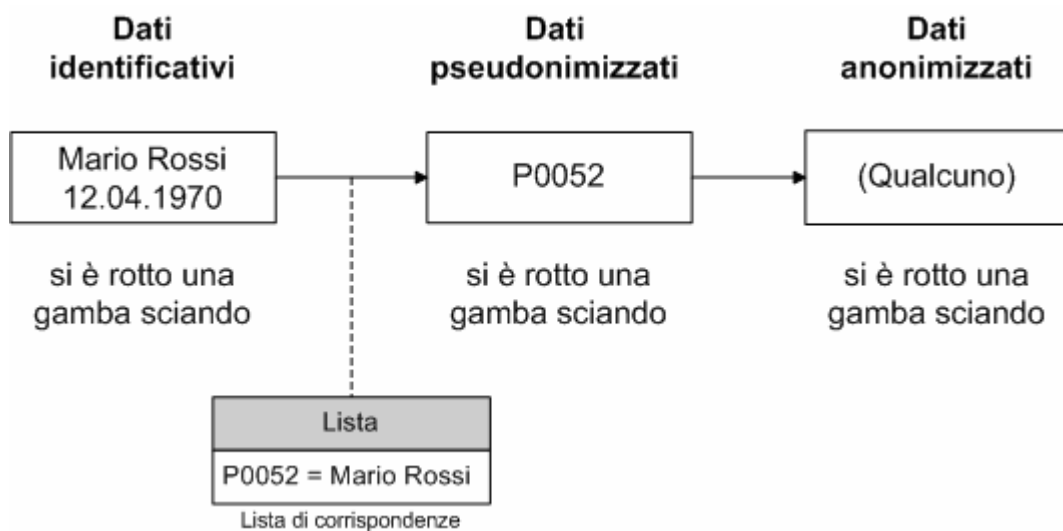 Dati
identificativi
Dati
pseudonimizzati
Dati
anonimizzati
Mario Rossi
12.04.1970
P0052
(Qualcuno)
si è rotto una
gamba sciando
si è rotto una
gamba sciando
si è rotto una
gamba sciando
Lista
P0052 = Mario Rossi
Lista di corrispondenze